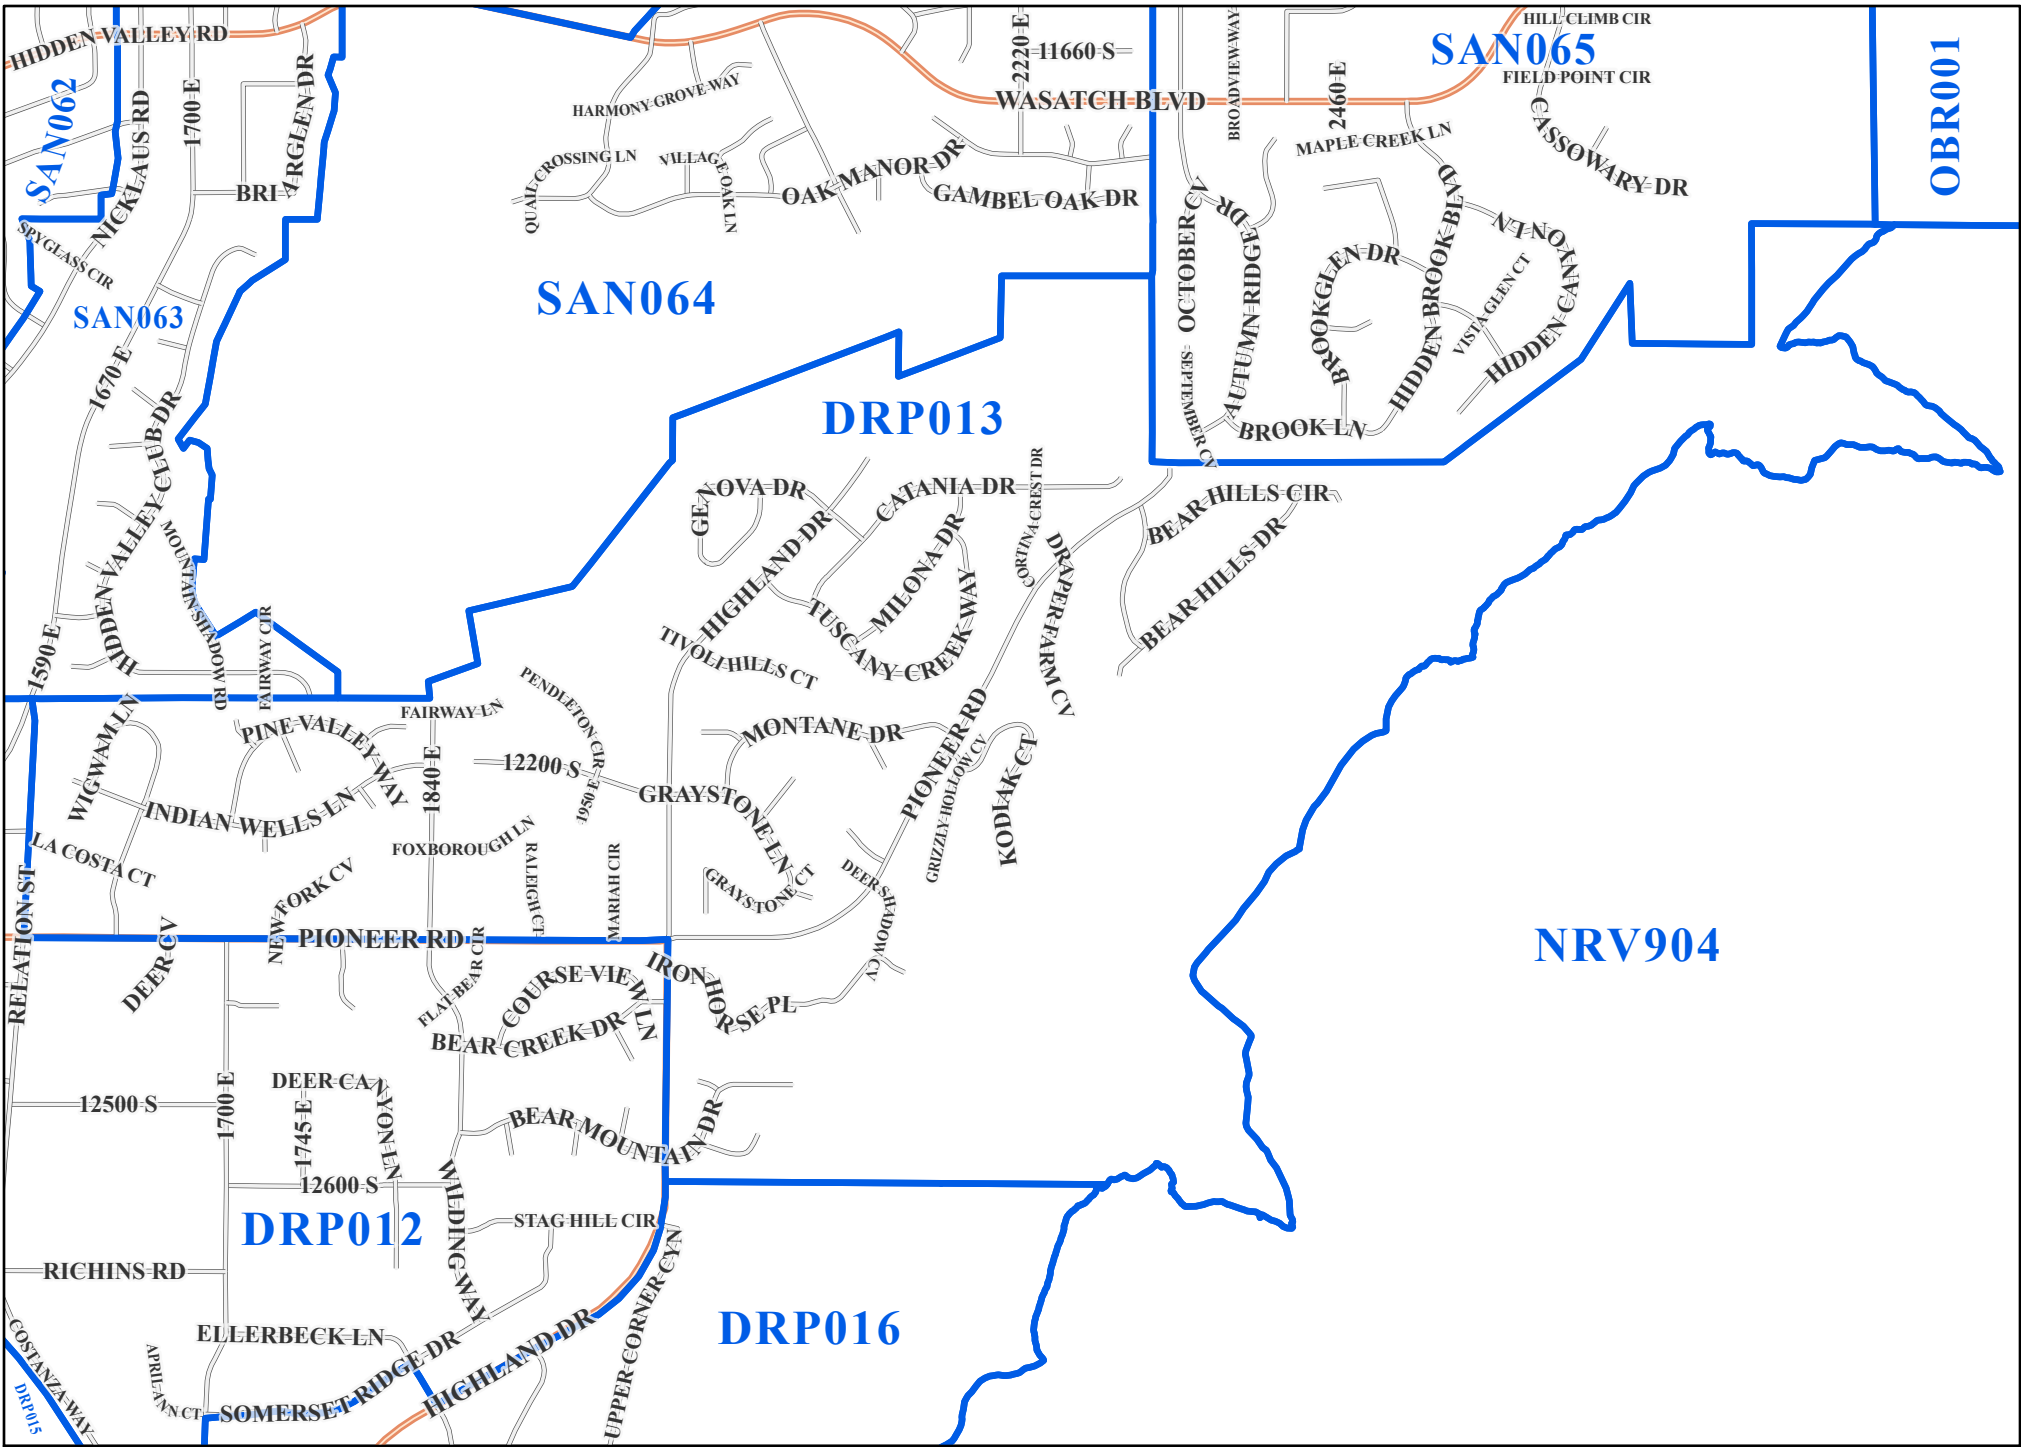 HILL CLIMB CIR
HIDDEN VALLEY RD
2220 E
11660 S
BROADVIEW WAY
SAN065
FIELD POINT CIR
OBR001
SAN062
NICKLAUS RD
1700 E
BRIARGLEN DR
HARMONY GROVE WAY
WASATCH BLVD
2460 E
CASSOWARY DR
MAPLE CREEK LN
QUAIL CROSSING LN
VILLAGE OAK LN
OAK MANOR DR
GAMBEL OAK DR
OCTOBER CV
AUTUMN RIDGE DR
HIDDEN BROOK BLVD
HIDDEN CANYON LN
SPYGLASS CIR
BROOKGLEN DR
VISTA GLEN CT
SAN063
SAN064
1670 E
SEPTEMBER CV
BROOK LN
DRP013
HIDDEN VALLEY CLUB DR
GENOVA DR
CATANIA DR
CORTINA CREST DR
BEAR HILLS CIR
MOUNTAIN SHADOW RD
HIGHLAND DR
MILONA DR
DRAPER FARM CV
BEAR HILLS DR
FAIRWAY CIR
TUSCANY CREEK WAY
TIVOLI HILLS CT
1590 E
PENDLETON CIR
FAIRWAY LN
WIGWAM LN
PINE VALLEY WAY
MONTANE DR
PIONEER RD
1840 E
12200 S
1950 E
GRIZZLY HOLLOW CV
KODIAK CT
GRAYSTONE LN
INDIAN WELLS LN
LA COSTA CT
FOXBOROUGH LN
RALEIGH CT
MARIAH CIR
GRAYSTONE CT
DEER SHADOW CV
NEW FORK CV
RELATION ST
DEER CV
PIONEER RD
FLAT BEAR CIR
COURSE VIEW LN
IRON HORSE PL
BEAR CREEK DR
NRV904
DEER CANYON LN
12500 S
1700 E
1745 E
BEAR MOUNTAIN DR
12600 S
WILDING WAY
DRP012
STAG HILL CIR
RICHINS RD
UPPER CORNER CYN
DRP016
ELLERBECK LN
HIGHLAND DR
SOMERSET RIDGE DR
APRIL ANN CT
COSTANZA WAY
DRP015